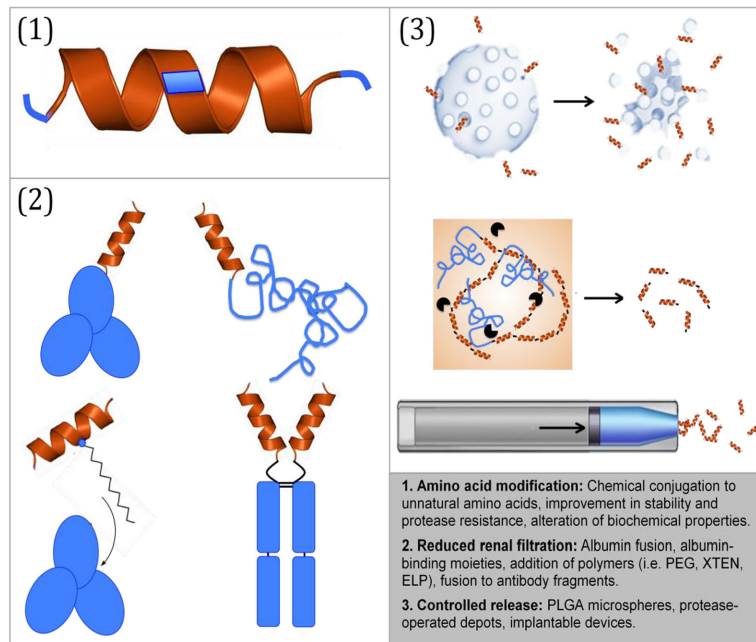 (1)
(2)
(3)
1. Amino acid modification: Chemical conjugation to
unnatural amino acids, improvement in stability and
protease resistance, alteration of biochemical properties.
2. Reduced renal filtration: Albumin fusion, albumin-
binding moieties, addition of polymers (i.e. PEG, XTEN,
ELP), fusion to antibody fragments.
3. Controlled release: PLGA microspheres, protease-
operated depots, implantable devices.